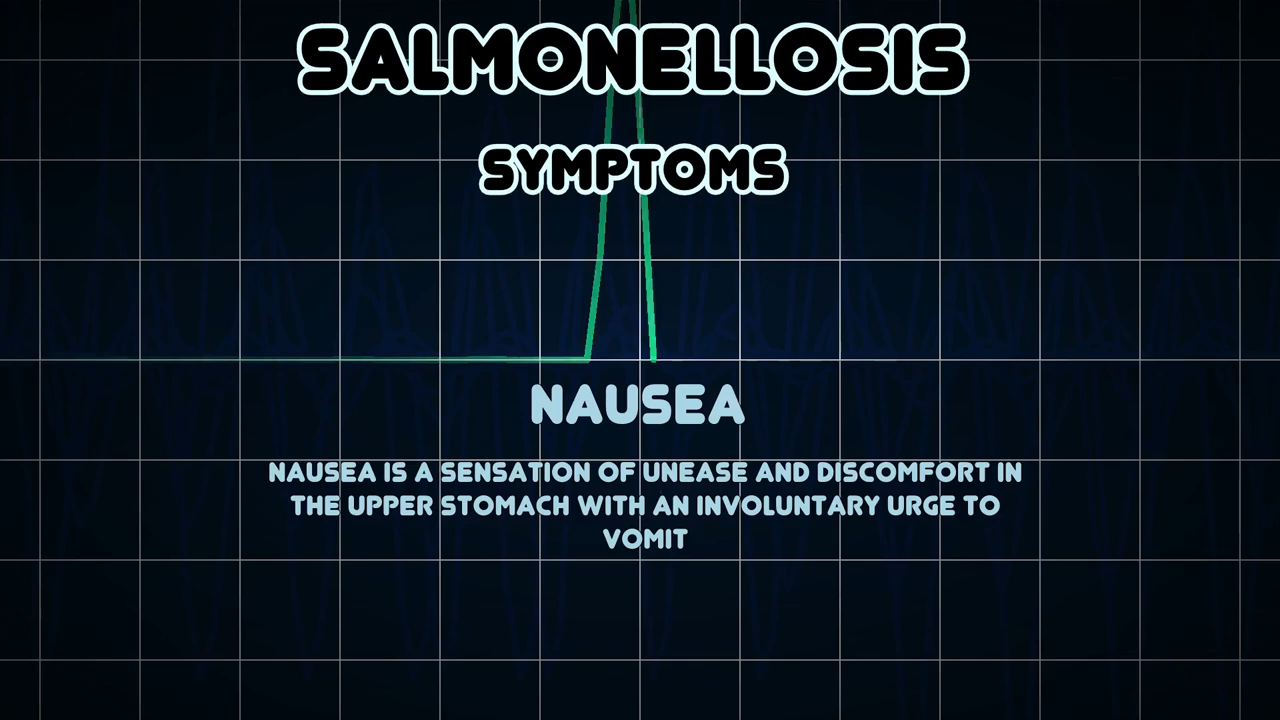 SALMONELLOSIS
SYMPTOMS
NAUSEA
NAUSEA IS A SENSATION OF UNEASE AND DISCOMFORT IN
THE UPPER STOMACH WITH AN INVOLUNTARY URGE TO
VOMIT